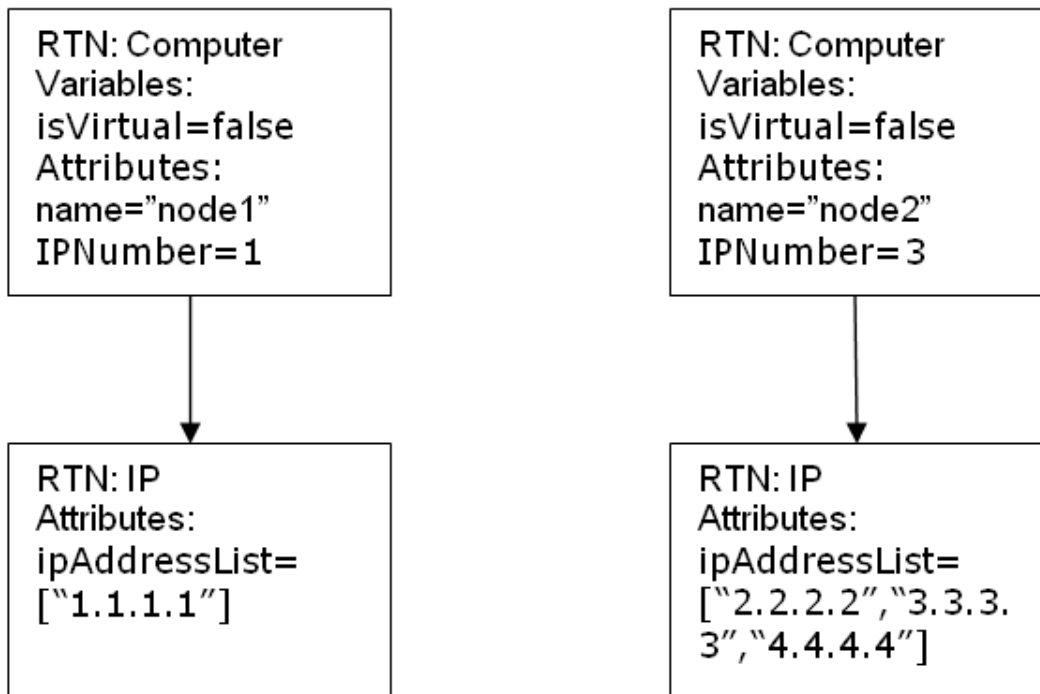 RTN: Computer
Variables:
isVirtual=false
Attributes:
name=”node1”
IPNumber=1
RTN: Computer
Variables:
isVirtual=false
Attributes:
name=”node2”
IPNumber=3
RTN: IP
Attributes:
ipAddressList=
[“1.1.1.1”]
RTN: IP
Attributes:
ipAddressList=
[“2.2.2.2”,“3.3.3.
3”,“4.4.4.4”]